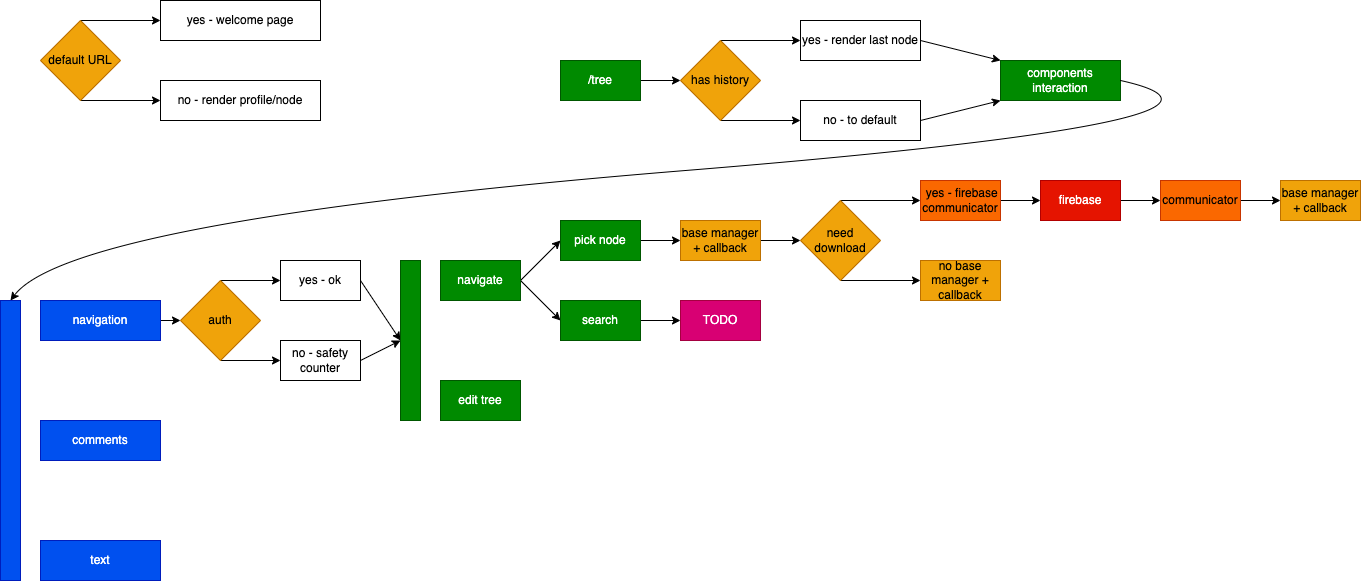 yes - welcome page
default URL
no - render profile/node
/tree
has history
yes - render last node
no - to default
components
interaction
navigation
auth
yes - ok
no - safety
counter
navigate
pick node
base manager
+ callback
need
download
yes - firebase
communicator
firebase
communicator
base manager
+ callback
no base
manager +
callback
search
TODO
edit tree
comments
text